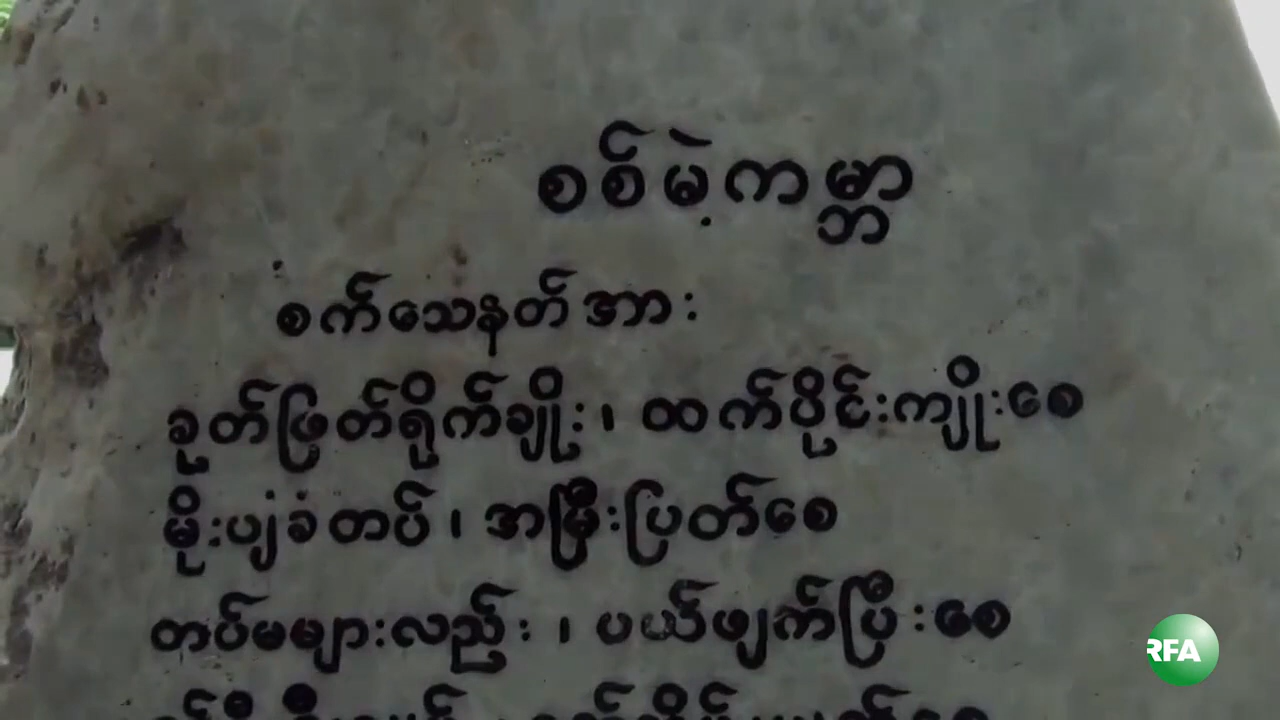 စစ်မဲ့ကမ္ဘာ
စက်သေနတ်အား
ခုတ်ဖြတ်ရိုက်ချိုး၊ ထက်ပိုင်းကျိုးစေ
မိုးပျံခံတပ်၊ အမြီးပြတ်စေ
တပ်မများလည်း၊ ပယ်ဖျက်ပြီးစေ
RFA